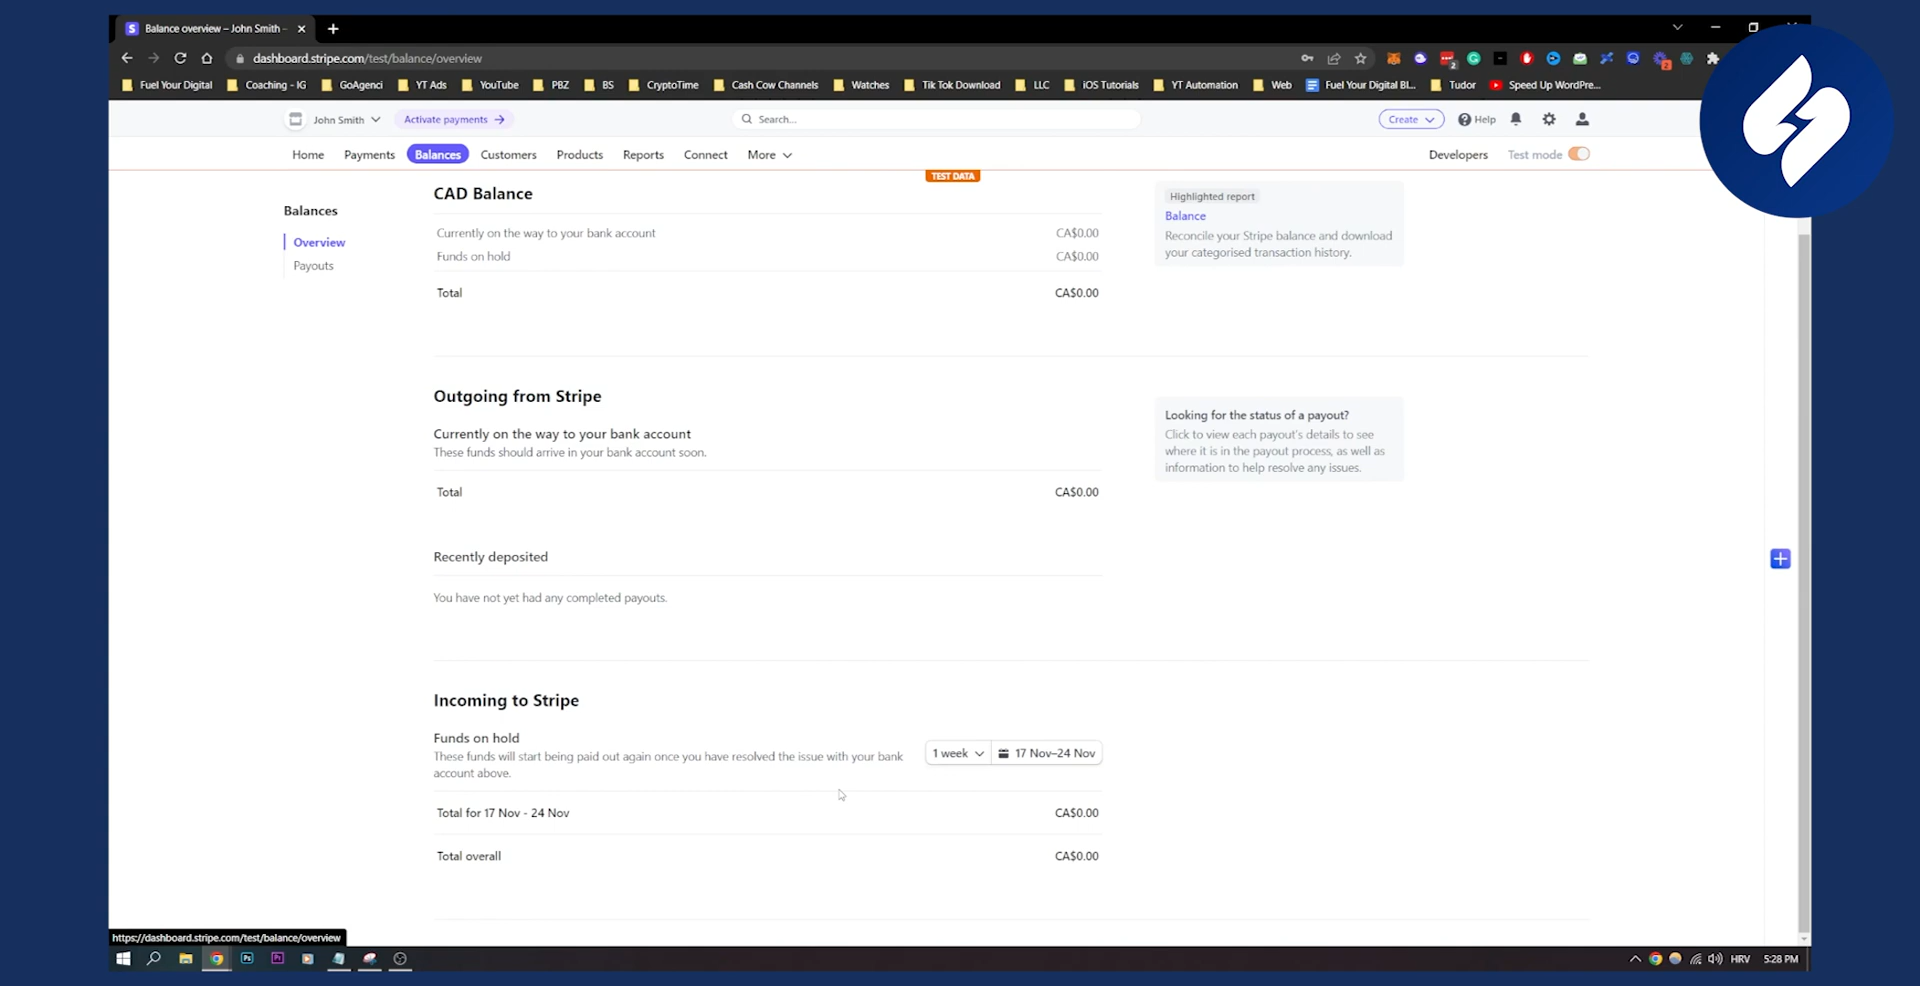 Balance overview – John Smith –
dashboard.stripe.com/test/balance/overview
Fuel Your Digital
Coaching - IG
GoAgenci
YT Ads
YouTube
PBZ
BS
CryptoTime
Cash Cow Channels
Watches
Tik Tok Download
LLC
iOS Tutorials
YT Automation
Web
Fuel Your Digital Bl...
Tudor
Speed Up WordPre...
John Smith
Activate payments →
Search...
Create
Help
Home
Payments
Balances
Customers
Products
Reports
Connect
More
Developers
Test mode
TEST DATA
Balances
Overview
Payouts
CAD Balance
Currently on the way to your bank account CA$0.00
Funds on hold CA$0.00
Total CA$0.00
Highlighted report
Balance
Reconcile your Stripe balance and download
your categorised transaction history.
Outgoing from Stripe
Currently on the way to your bank account
These funds should arrive in your bank account soon.
Total CA$0.00
Looking for the status of a payout?
Click to view each payout's details to see
where it is in the payout process, as well as
information to help resolve any issues.
Recently deposited
You have not yet had any completed payouts.
Incoming to Stripe
Funds on hold
These funds will start being paid out again once you have resolved the issue with your bank
account above.
1 week
17 Nov–24 Nov
Total for 17 Nov - 24 Nov CA$0.00
Total overall CA$0.00
https://dashboard.stripe.com/test/balance/overview
HRV
5:28 PM